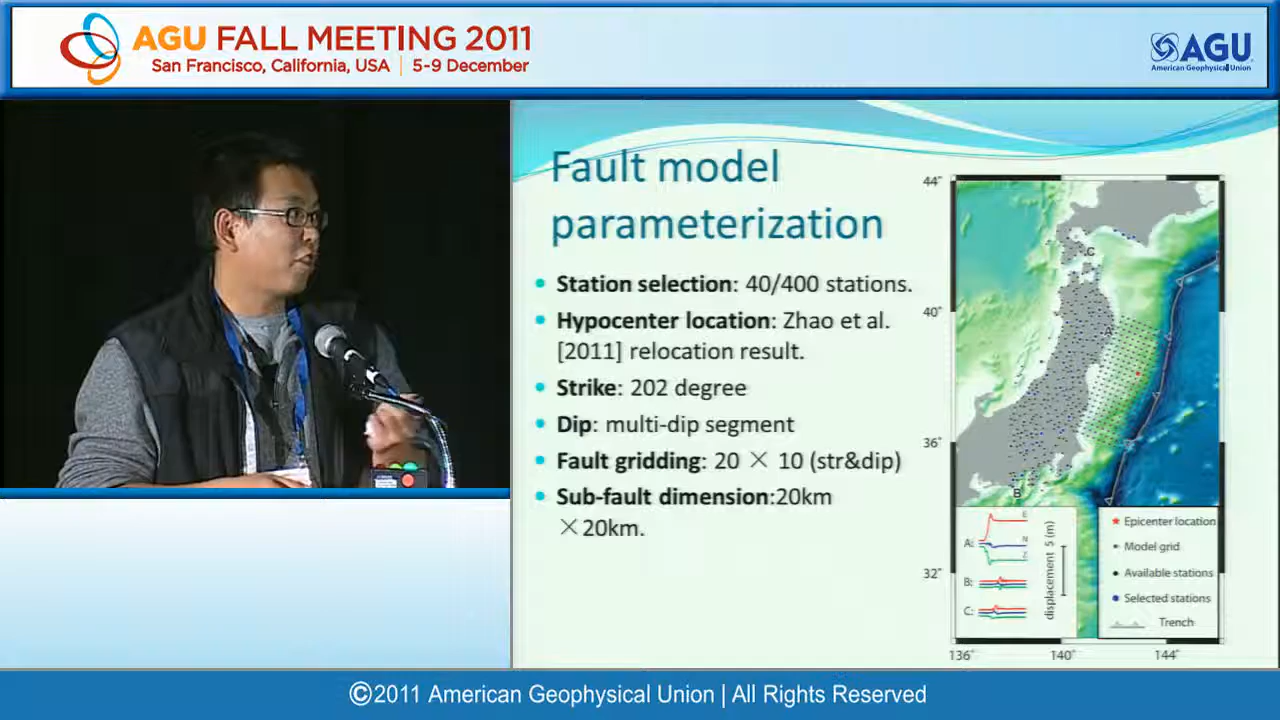 AGU FALL MEETING 2011
San Francisco, California, USA | 5-9 December
AGU
American Geophysical Union
Fault model
parameterization
• Station selection: 40/400 stations.
• Hypocenter location: Zhao et al.
[2011] relocation result.
• Strike: 202 degree
• Dip: multi-dip segment
• Fault gridding: 20 × 10 (str&dip)
• Sub-fault dimension:20km
×20km.
44°
40°
36°
32°
136°
140°
144°
C
A
B
A:
E
N
Z
B:
C:
displacement 5 (m)
Epicenter location
Model grid
Available stations
Selected stations
Trench
©2011 American Geophysical Union | All Rights Reserved